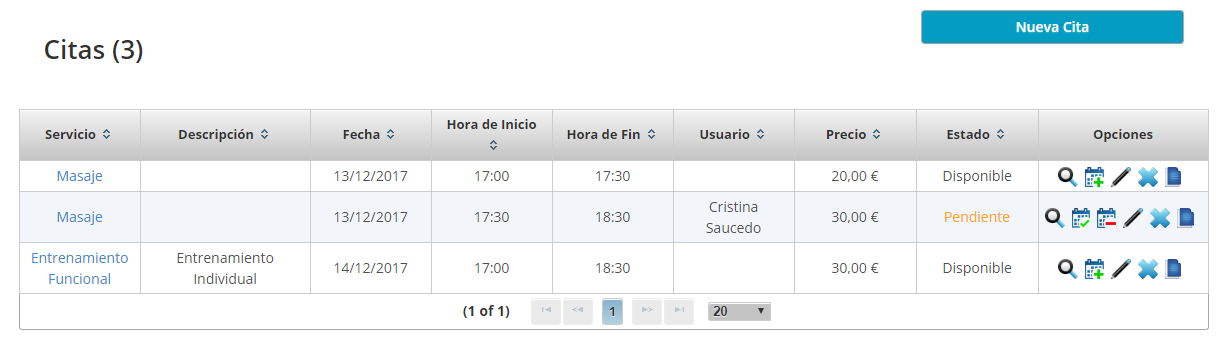 Nueva Cita
Citas (3)
Servicio Descripción Fecha Hora de Inicio Hora de Fin Usuario Precio Estado Opciones
Masaje 13/12/2017 17:00 17:30 20,00 € Disponible
Masaje 13/12/2017 17:30 18:30 Cristina Saucedo 30,00 € Pendiente
Entrenamiento Funcional Entrenamiento Individual 14/12/2017 17:00 18:30 30,00 € Disponible
(1 of 1) 1 20